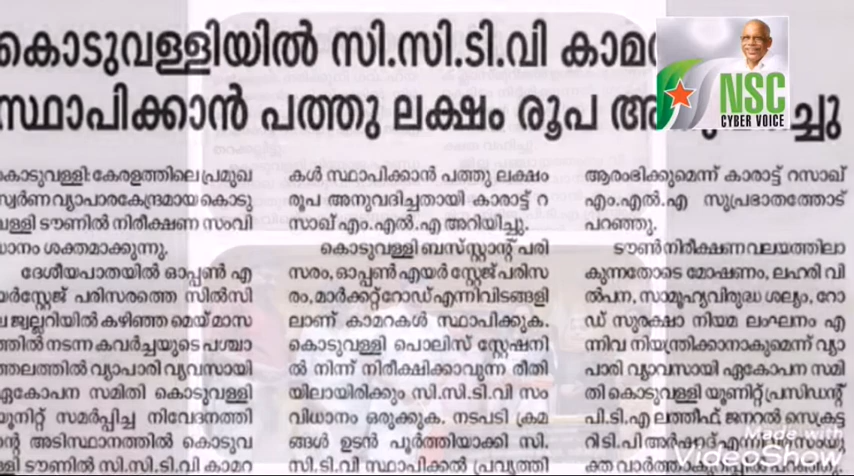 കൊടുവള്ളിയിൽ സി.സി.ടി.വി
സ്ഥാപിക്കാൻ പത്തു ലക്ഷം രൂപ
NSC
CYBER VOICE
കൊടുവള്ളി: കേരളത്തിലെ പ്രമുഖ
സ്വർണ വ്യാപാരകേന്ദ്രമായ കൊടു
വള്ളി ടൗണിൽ നിരീക്ഷണ സംവി
ധാനം ശക്തമാക്കുന്നു.
ദേശീയപാതയിൽ ഓപ്പൺ എ
യർസ്റ്റേജ് പരിസരത്തെ സിൽസി
ല ജ്വല്ലറിയിൽ കഴിഞ്ഞ മെയ് മാസ
ത്തിൽ നടന്ന കവർച്ചയുടെ പശ്ചാ
ത്തലത്തിൽ വ്യാപാരി വ്യവസായി
ഏകോപന സമിതി കൊടുവള്ളി
യൂനിറ്റ് സമർപ്പിച്ച നിവേദനത്തി
ന്റെ അടിസ്ഥാനത്തിൽ കൊടുവ
ള്ളി ടൗണിൽ സി.സി.ടി.വി കാമറ
കൾ സ്ഥാപിക്കാൻ പത്തു ലക്ഷം
രൂപ അനുവദിച്ചതായി കാരാട്ട് റ
സാഖ് എം.എൽ.എ അറിയിച്ചു.
കൊടുവള്ളി ബസ്സ്റ്റാന്റ് പരി
സരം, ഓപ്പൺ എയർ സ്റ്റേജ് പരിസ
രം, മാർക്കറ്റ് റോഡ് എന്നിവിടങ്ങളി
ലാണ് കാമറകൾ സ്ഥാപിക്കുക.
കൊടുവള്ളി പൊലിസ് സ്റ്റേഷനി
ൽ നിന്ന് നിരീക്ഷിക്കാവുന്ന രീതി
യിലായിരിക്കും സി.സി.ടി.വി സം
വിധാനം ഒരുക്കുക. നടപടി ക്രമ
ങ്ങൾ ഉടൻ പൂർത്തിയാക്കി സി.
സി.ടി.വി സ്ഥാപിക്കൽ പ്രവൃത്തി
ആരംഭിക്കുമെന്ന് കാരാട്ട് റസാഖ്
എം.എൽ.എ സുപ്രഭാതത്തോട്
പറഞ്ഞു.
ടൗൺ നിരീക്ഷണ വലയത്തിലാ
കുന്നതോടെ മോഷണം, ലഹരി വി
ൽപന, സാമൂഹ്യവിരുദ്ധ ശല്യം, റോ
ഡ് സുരക്ഷാ നിയമ ലംഘനം എ
ന്നിവ നിയന്ത്രിക്കാനാകുമെന്ന് വ്യാ
പാരി വ്യാവസായി ഏകോപന സമി
തി കൊടുവള്ളി യൂണിറ്റ് പ്രസിഡന്റ്
പി.ടി.എ ലത്തീഫ്, ജനറൽ സെക്രട്ട
റി ടി.പി അർഷാദ് എന്നിവർ സംയു
ക്ത വാർത്താക്കുറിപ്പിൽ പറഞ്ഞു.
Made with
VideoShow